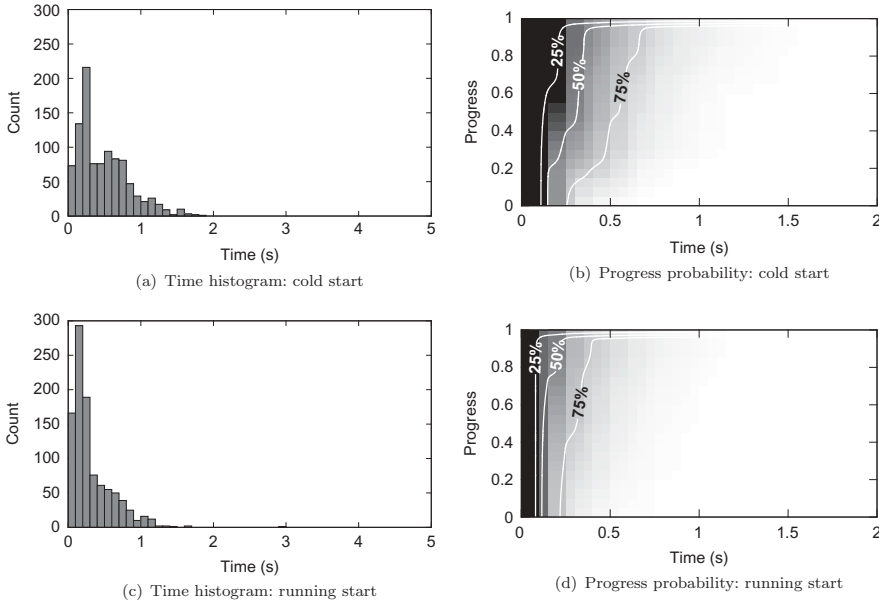 300
250
200
150
100
50
0
Count
0 1 2 3 4 5
Time (s)
(a) Time histogram: cold start
1
0.8
0.6
0.4
0.2
0
Progress
25%
50%
75%
0 0.5 1 1.5 2
Time (s)
(b) Progress probability: cold start
300
250
200
150
100
50
0
Count
0 1 2 3 4 5
Time (s)
(c) Time histogram: running start
1
0.8
0.6
0.4
0.2
0
Progress
25%
50%
75%
0 0.5 1 1.5 2
Time (s)
(d) Progress probability: running start